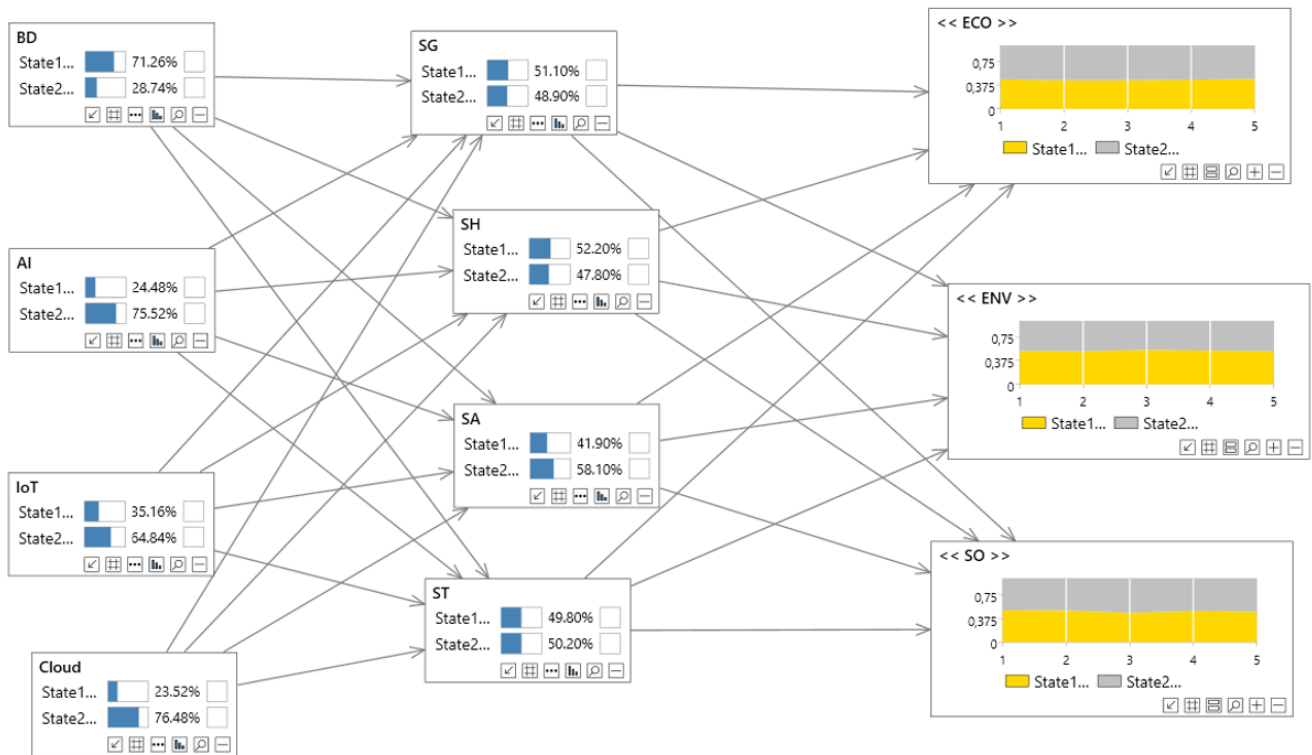 BD
State1... 71.26%
State2... 28.74%
AI
State1... 24.48%
State2... 75.52%
IoT
State1... 35.16%
State2... 64.84%
Cloud
State1... 23.52%
State2... 76.48%
SG
State1... 51.10%
State2... 48.90%
SH
State1... 52.20%
State2... 47.80%
SA
State1... 41.90%
State2... 58.10%
ST
State1... 49.80%
State2... 50.20%
<< ECO >>
0,75
0,375
0
1 2 3 4 5
State1... State2...
<< ENV >>
0,75
0,375
0
1 2 3 4 5
State1... State2...
<< SO >>
0,75
0,375
0
1 2 3 4 5
State1... State2...